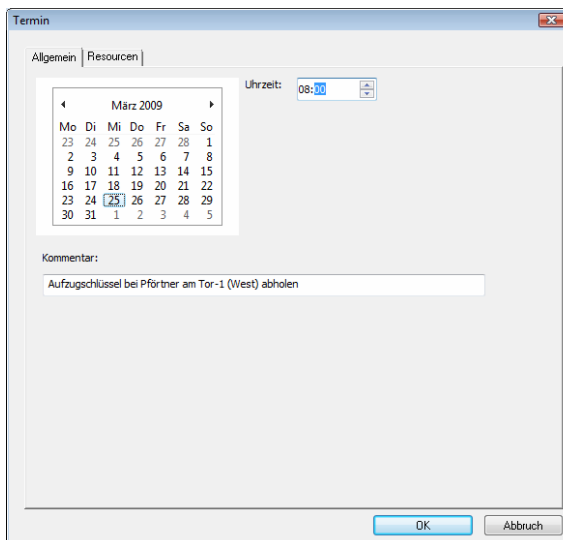 Termin
Allgemein Resourcen
Uhrzeit: 08:00
März 2009
Mo Di Mi Do Fr Sa So
23 24 25 26 27 28 1
2 3 4 5 6 7 8
9 10 11 12 13 14 15
16 17 18 19 20 21 22
23 24 25 26 27 28 29
30 31 1 2 3 4 5
Kommentar:
Aufzugschlüssel bei Pförtner am Tor-1 (West) abholen
OK Abbruch